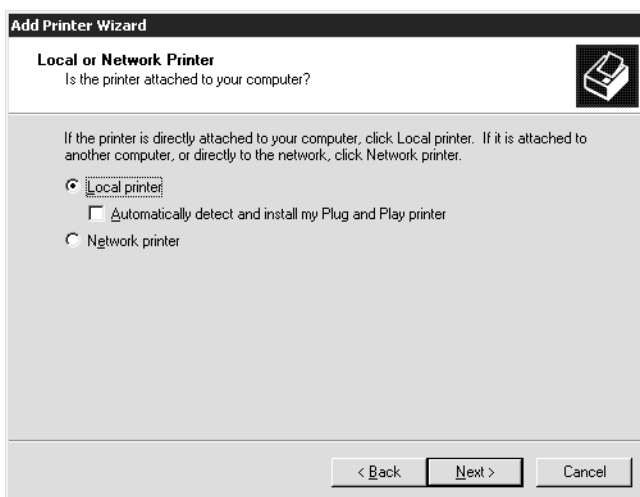 Add Printer Wizard
Local or Network Printer
Is the printer attached to your computer?
If the printer is directly attached to your computer, click Local printer. If it is attached to
another computer, or directly to the network, click Network printer.
Local printer
Automatically detect and install my Plug and Play printer
Network printer
< Back
Next >
Cancel